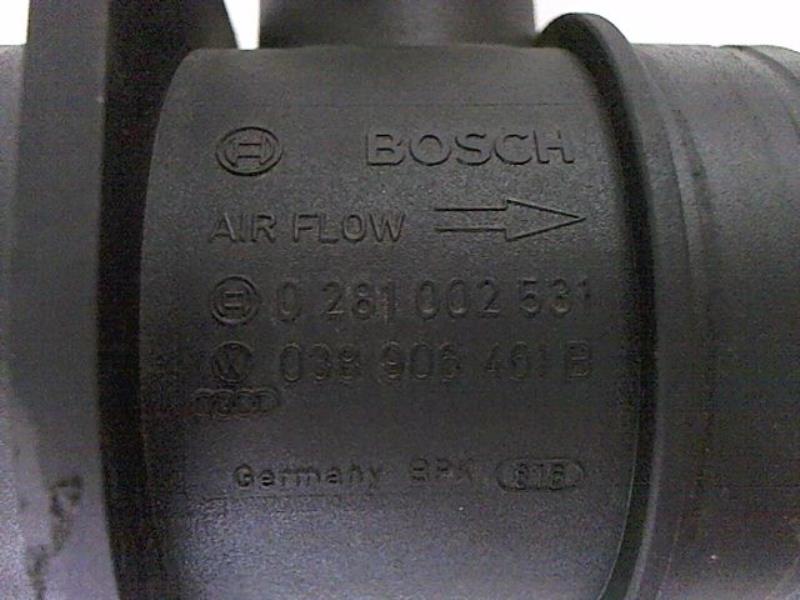 BOSCH
AIR FLOW
0 281 002 531
038 906 461 B
Germany